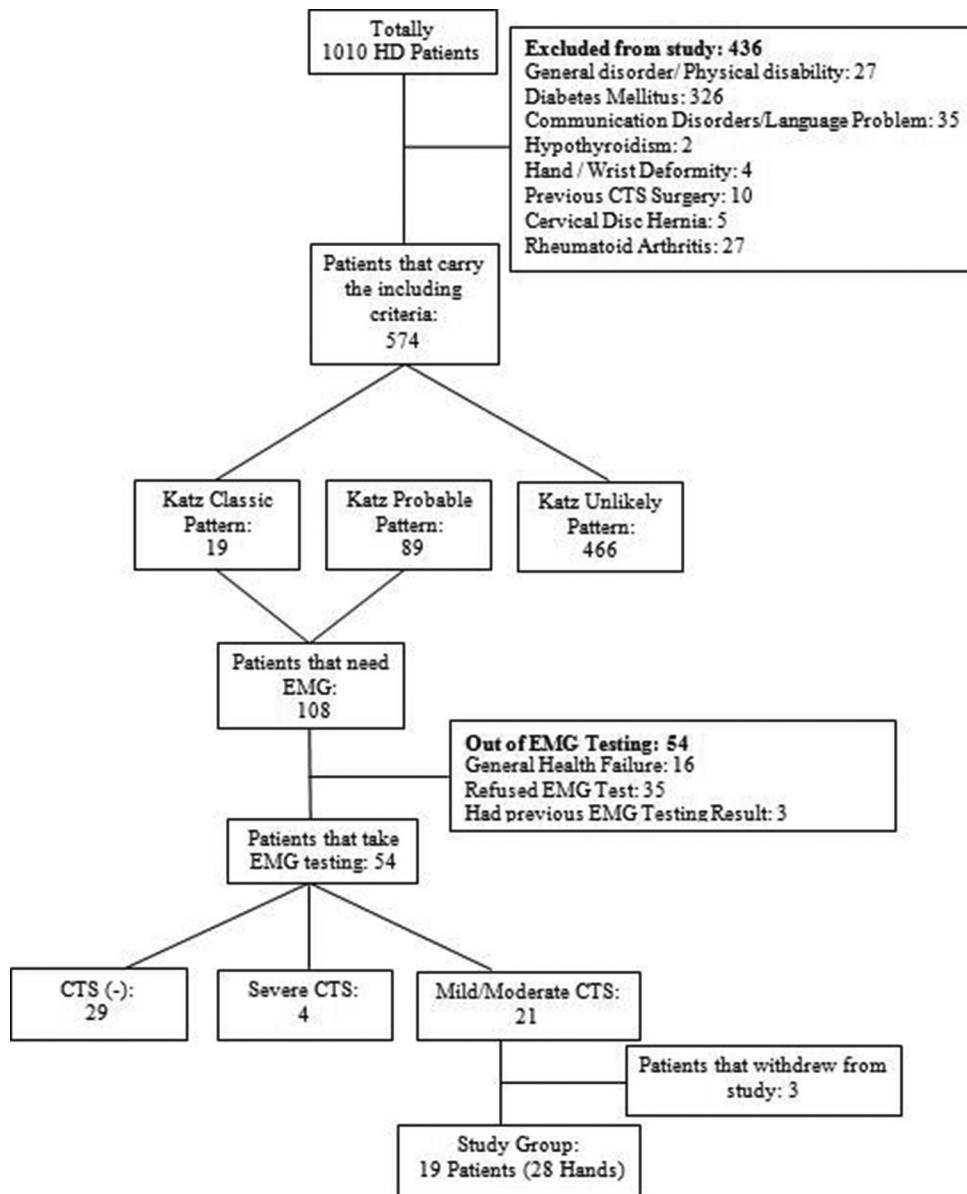 Totally
1010 HD Patients
Excluded from study: 436
General disorder/ Physical disability: 27
Diabetes Mellitus: 326
Communication Disorders/Language Problem: 35
Hypothyroidism: 2
Hand / Wrist Deformity: 4
Previous CTS Surgery: 10
Cervical Disc Hernia: 5
Rheumatoid Arthritis: 27
Patients that carry
the including
criteria:
574
Katz Classic
Pattern:
19
Katz Probable
Pattern:
89
Katz Unlikely
Pattern:
466
Patients that need
EMG:
108
Out of EMG Testing: 54
General Health Failure: 16
Refused EMG Test: 35
Had previous EMG Testing Result: 3
Patients that take
EMG testing: 54
CTS (-):
29
Severe CTS:
4
Mild/Moderate CTS:
21
Patients that withdrew from
study: 3
Study Group:
19 Patients (28 Hands)